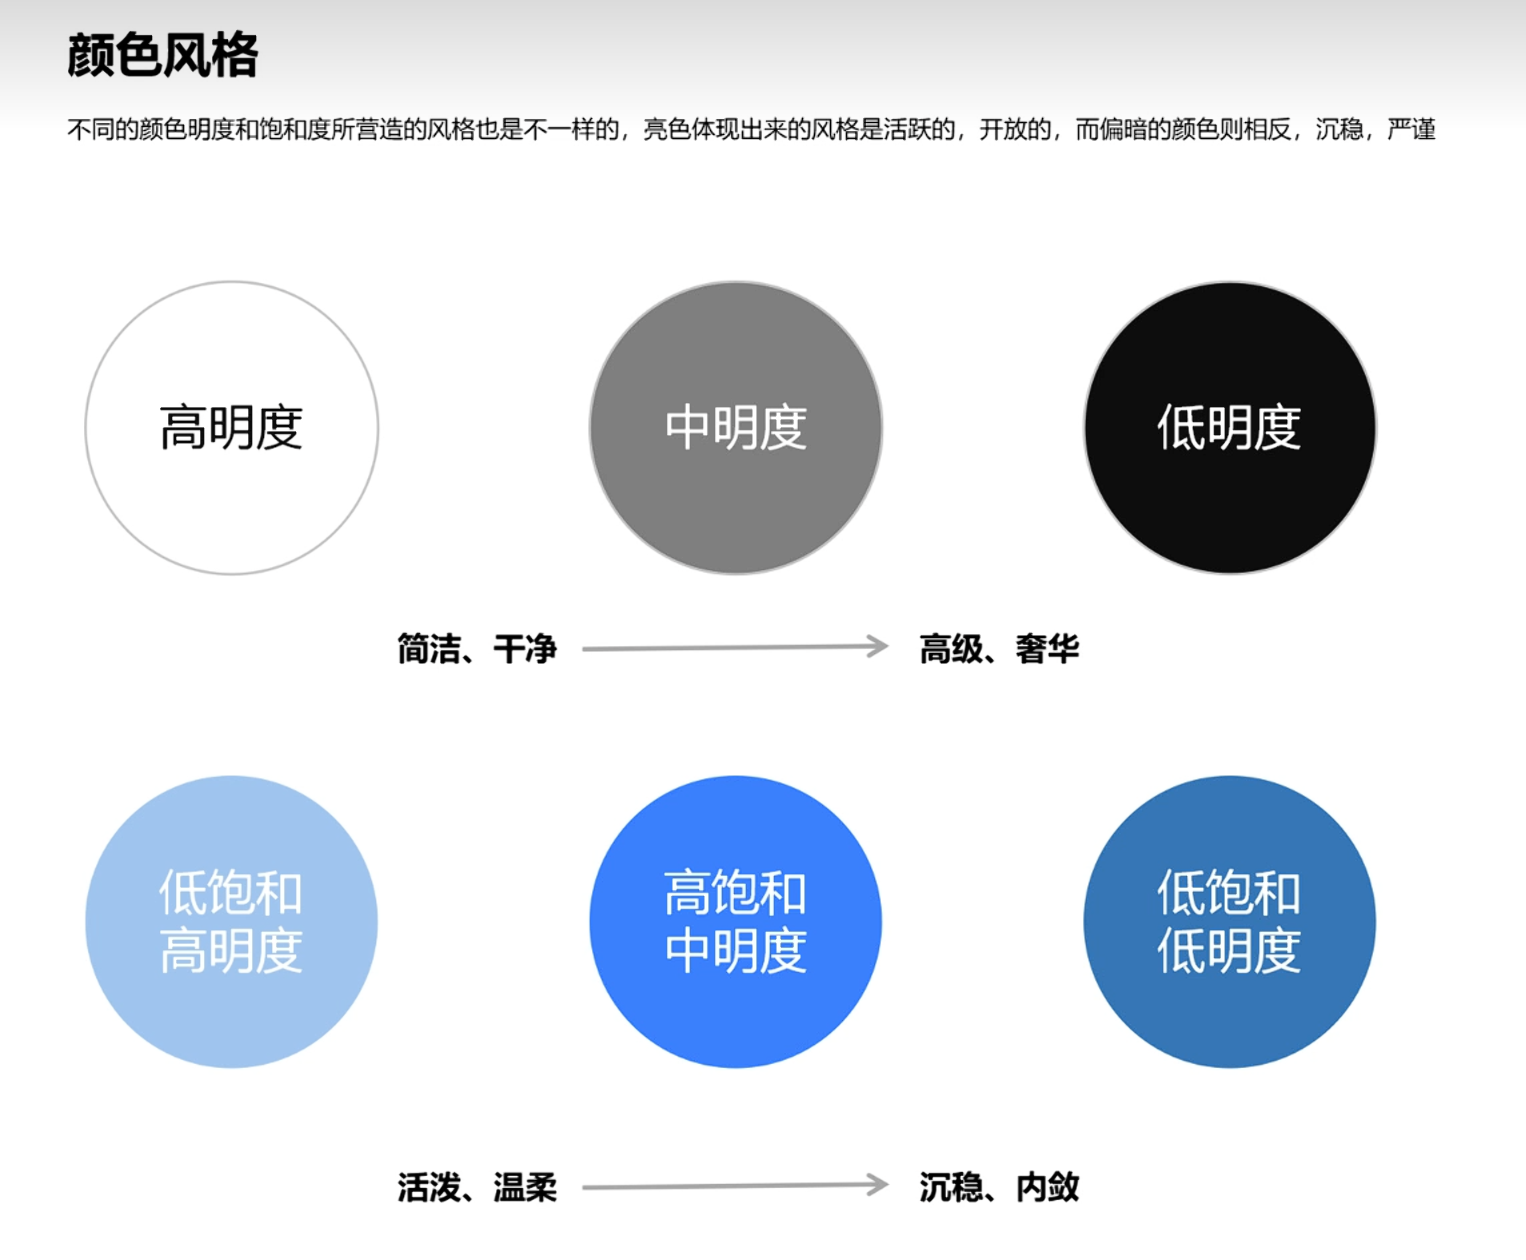 颜色风格
不同的颜色明度和饱和度所营造的风格也是不一样的，亮色体现出来的风格是活跃的，开放的，而偏暗的颜色则相反，沉稳，严谨
高明度
中明度
低明度
简洁、干净
高级、奢华
低饱和
高明度
高饱和
中明度
低饱和
低明度
活泼、温柔
沉稳、内敛